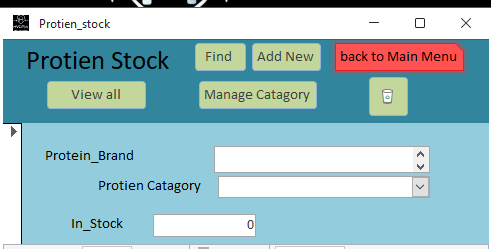 Protien_stock
Protien Stock
Find
Add New
back to Main Menu
View all
Manage Catagory
Protein_Brand
Protien Catagory
In_Stock
0